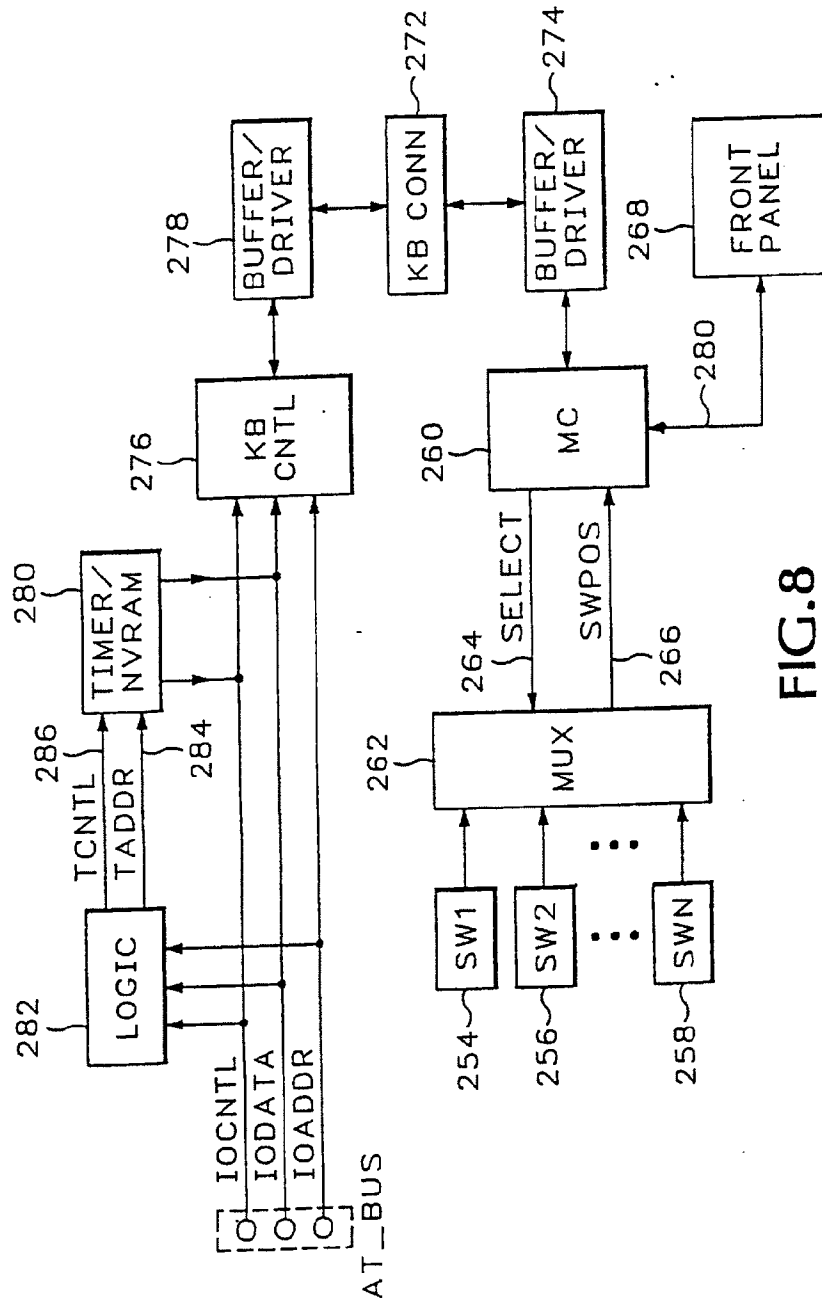 282
LOGIC
TCNTL
286
TADDR
284
280
TIMER/
NVRAM
276
KB
CNTL
278
BUFFER/
DRIVER
KB CONN
272
AT_BUS
IOCNTL
IODATA
IOADDR
254
SW1
256
SW2
258
SWN
262
MUX
SELECT
264
SWPOS
266
260
MC
BUFFER/
DRIVER
274
280
268
FRONT
PANEL
FIG.8